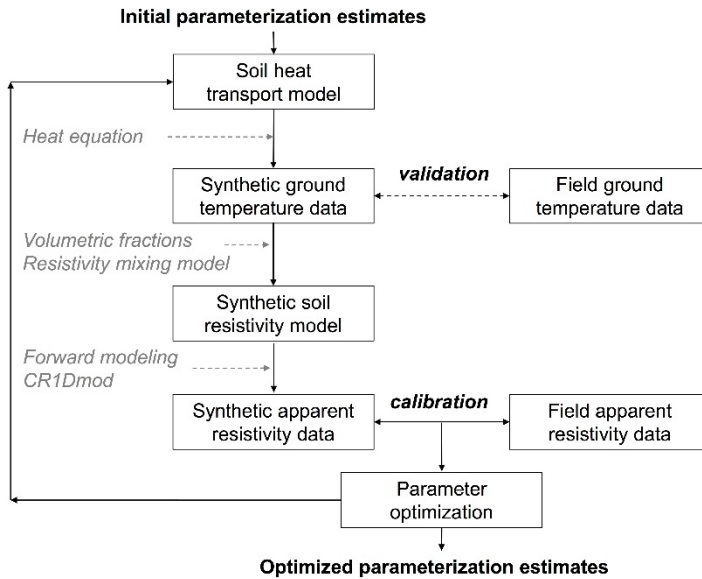 Initial parameterization estimates
Soil heat
transport model
Heat equation
validation
Synthetic ground
temperature data
Field ground
temperature data
Volumetric fractions
Resistivity mixing model
Synthetic soil
resistivity model
Forward modeling
CR1Dmod
calibration
Synthetic apparent
resistivity data
Field apparent
resistivity data
Parameter
optimization
Optimized parameterization estimates